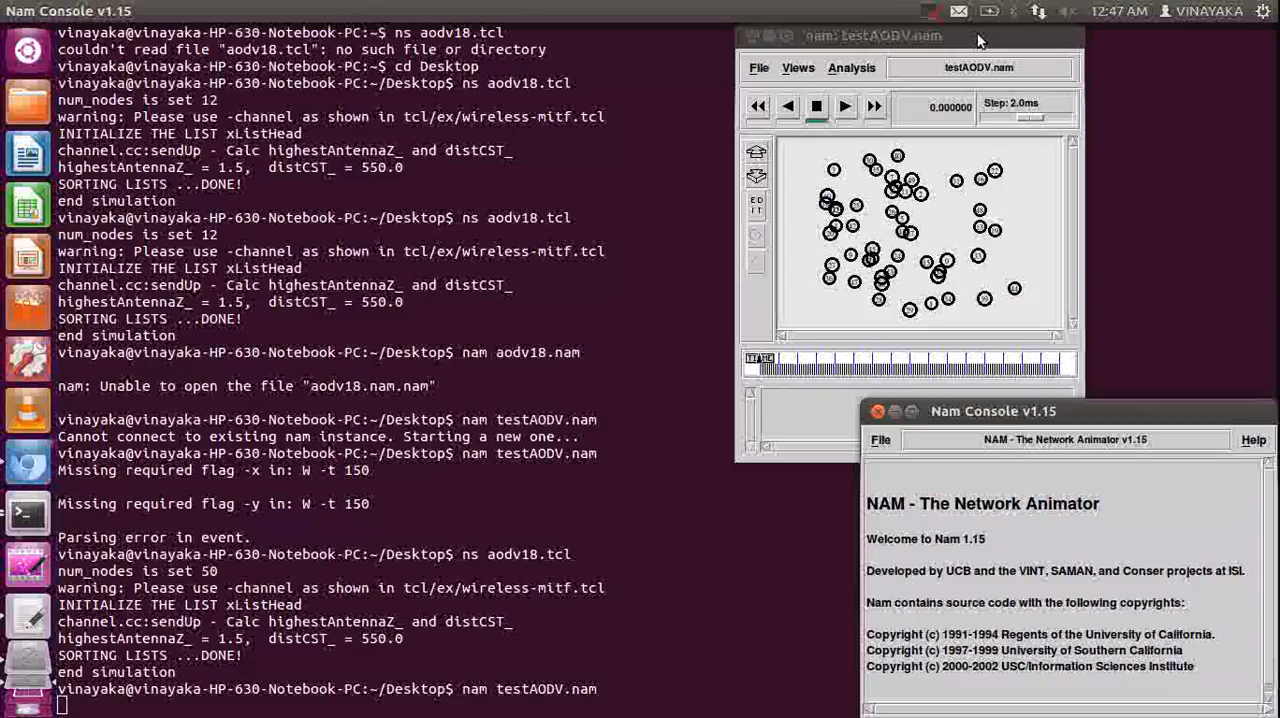 Nam Console v1.15
12:47 AM
VINAYAKA
vinayaka@vinayaka-HP-630-Notebook-PC:~$ ns aodv18.tcl
couldn't read file "aodv18.tcl": no such file or directory
vinayaka@vinayaka-HP-630-Notebook-PC:~$ cd Desktop
vinayaka@vinayaka-HP-630-Notebook-PC:~/Desktop$ ns aodv18.tcl
num_nodes is set 12
warning: Please use -channel as shown in tcl/ex/wireless-mitf.tcl
INITIALIZE THE LIST xListHead
channel.cc:sendUp - Calc highestAntennaZ_ and distCST_
highestAntennaZ_ = 1.5,  distCST_ = 550.0
SORTING LISTS ...DONE!
end simulation
vinayaka@vinayaka-HP-630-Notebook-PC:~/Desktop$ ns aodv18.tcl
num_nodes is set 12
warning: Please use -channel as shown in tcl/ex/wireless-mitf.tcl
INITIALIZE THE LIST xListHead
channel.cc:sendUp - Calc highestAntennaZ_ and distCST_
highestAntennaZ_ = 1.5,  distCST_ = 550.0
SORTING LISTS ...DONE!
end simulation
vinayaka@vinayaka-HP-630-Notebook-PC:~/Desktop$ nam aodv18.nam
nam: Unable to open the file "aodv18.nam.nam"
vinayaka@vinayaka-HP-630-Notebook-PC:~/Desktop$ nam testAODV.nam
Cannot connect to existing nam instance. Starting a new one...
vinayaka@vinayaka-HP-630-Notebook-PC:~/Desktop$ nam testAODV.nam
Missing required flag -x in: W -t 150
Missing required flag -y in: W -t 150
Parsing error in event.
vinayaka@vinayaka-HP-630-Notebook-PC:~/Desktop$ ns aodv18.tcl
num_nodes is set 50
warning: Please use -channel as shown in tcl/ex/wireless-mitf.tcl
INITIALIZE THE LIST xListHead
channel.cc:sendUp - Calc highestAntennaZ_ and distCST_
highestAntennaZ_ = 1.5,  distCST_ = 550.0
SORTING LISTS ...DONE!
end simulation
vinayaka@vinayaka-HP-630-Notebook-PC:~/Desktop$ nam testAODV.nam
nam: testAODV.nam
File Views Analysis testAODV.nam
0.000000 Step: 2.0ms
ED
IT
TIME
Nam Console v1.15
File NAM - The Network Animator v1.15 Help
NAM - The Network Animator
Welcome to Nam 1.15
Developed by UCB and the VINT, SAMAN, and Conser projects at ISI.
Nam contains source code with the following copyrights:
Copyright (c) 1991-1994 Regents of the University of California.
Copyright (c) 1997-1999 University of Southern California
Copyright (c) 2000-2002 USC/Information Sciences Institute